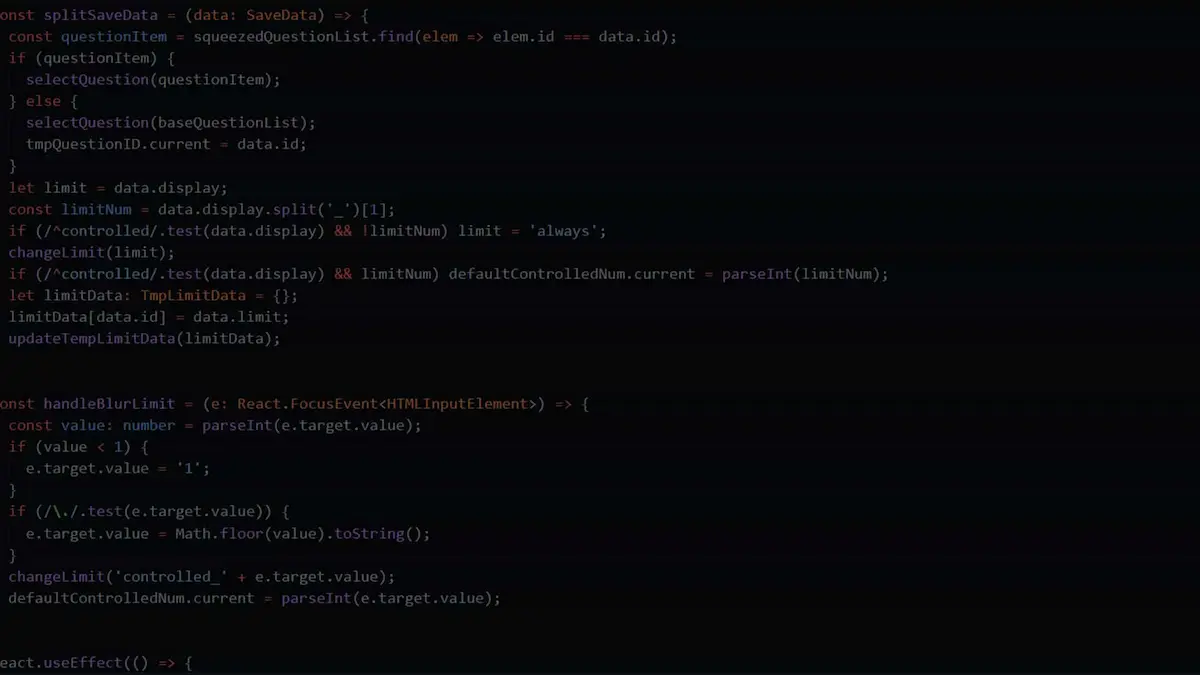 onst splitSaveData = (data: SaveData) => {
const questionItem = squeezedQuestionList.find(elem => elem.id === data.id);
if (questionItem) {
selectQuestion(questionItem);
} else {
selectQuestion(baseQuestionList);
tmpQuestionID.current = data.id;
}
let limit = data.display;
const limitNum = data.display.split('_')[1];
if (/^controlled/.test(data.display) && !limitNum) limit = 'always';
changeLimit(limit);
if (/^controlled/.test(data.display) && limitNum) defaultControlledNum.current = parseInt(limitNum);
let limitData: TmpLimitData = {};
limitData[data.id] = data.limit;
updateTempLimitData(limitData);
onst handleBlurLimit = (e: React.FocusEvent<HTMLInputElement>) => {
const value: number = parseInt(e.target.value);
if (value < 1) {
e.target.value = '1';
}
if (/\./.test(e.target.value)) {
e.target.value = Math.floor(value).toString();
}
changeLimit('controlled_' + e.target.value);
defaultControlledNum.current = parseInt(e.target.value);
eact.useEffect(() => {